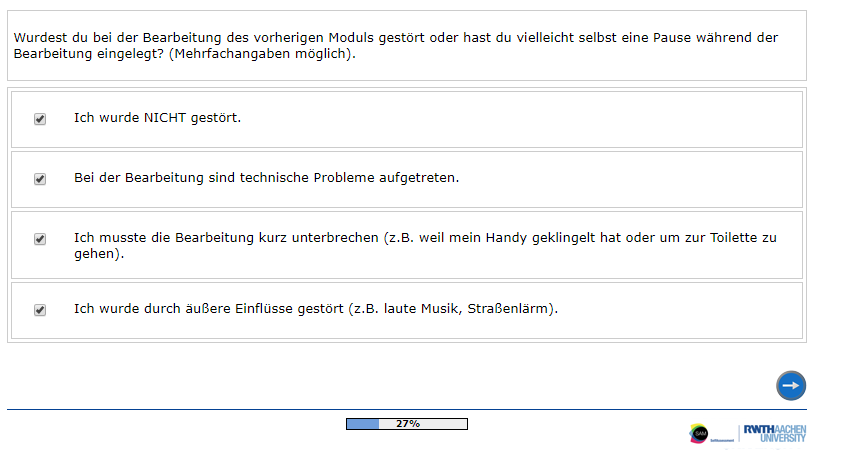 Wurdest du bei der Bearbeitung des vorherigen Moduls gestört oder hast du vielleicht selbst eine Pause während der
Bearbeitung eingelegt? (Mehrfachangaben möglich).
Ich wurde NICHT gestört.
Bei der Bearbeitung sind technische Probleme aufgetreten.
Ich musste die Bearbeitung kurz unterbrechen (z.B. weil mein Handy geklingelt hat oder um zur Toilette zu
gehen).
Ich wurde durch äußere Einflüsse gestört (z.B. laute Musik, Straßenlärm).
27%
SAM
RWTHAACHEN
UNIVERSITY